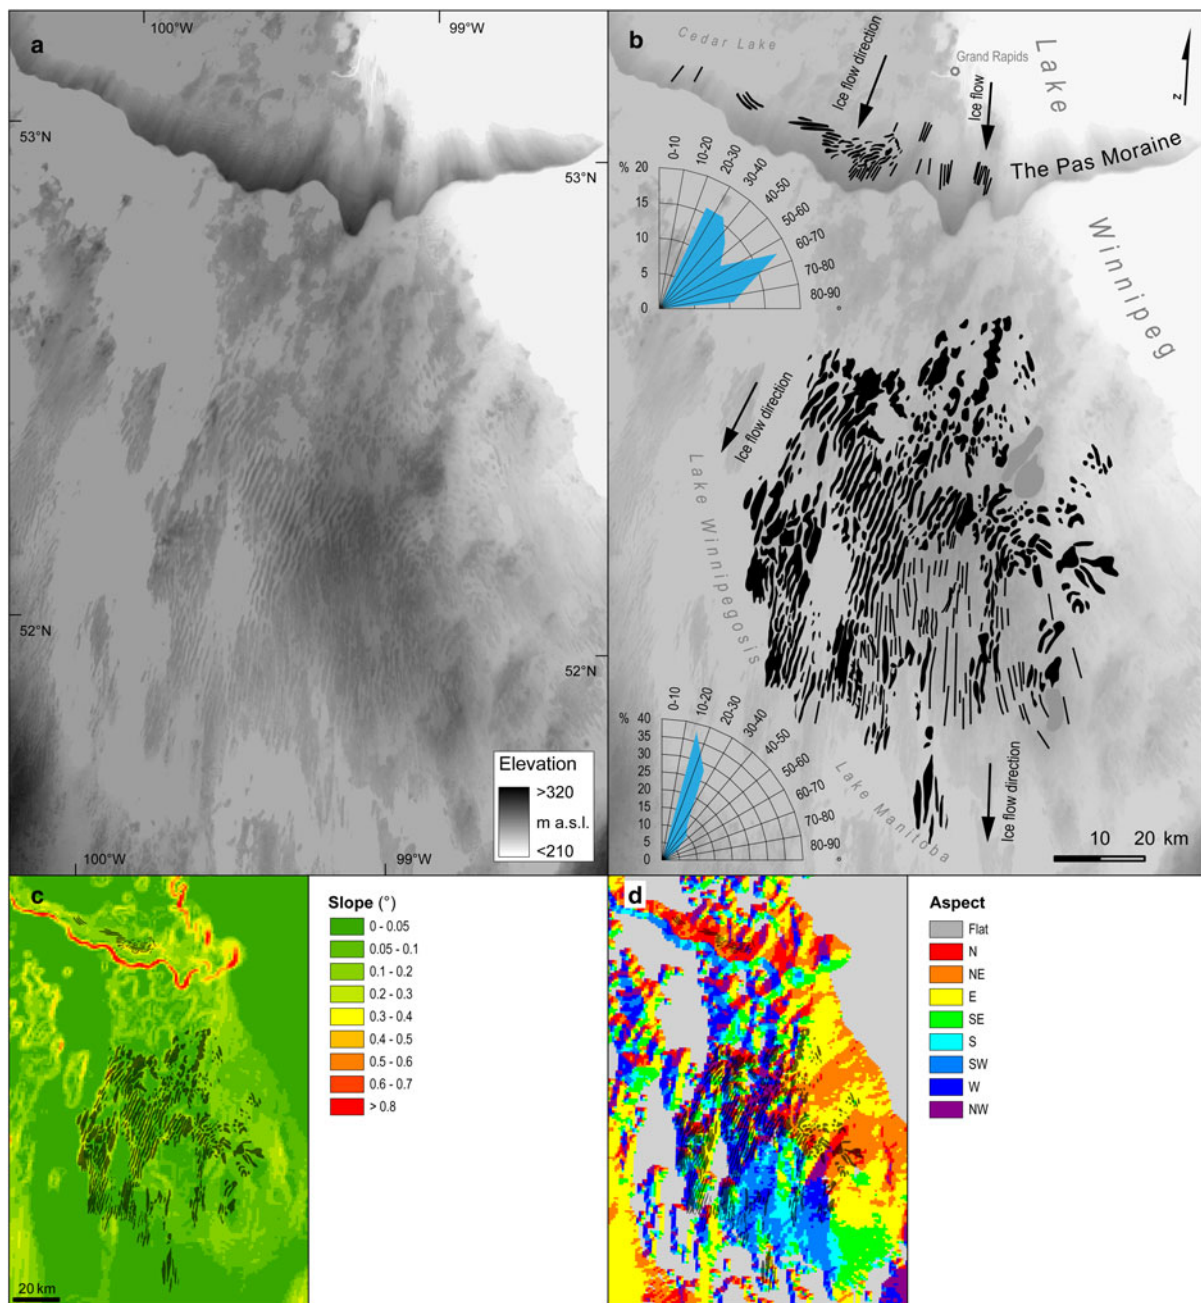 a
100°W
99°W
53°N
53°N
52°N
52°N
100°W
99°W
Elevation
>320
m a.s.l.
<210
b
Cedar Lake
Ice flow direction
Grand Rapids
Ice flow
Lake
Winnipeg
N
The Pas Moraine
%
20
15
10
5
0
0-10
10-20
20-30
30-40
40-50
50-60
60-70
70-80
80-90
°
Ice flow direction
Lake Winnipegosis
%
40
35
30
25
20
15
10
5
0
0-10
10-20
20-30
30-40
40-50
50-60
60-70
70-80
80-90
°
Lake Manitoba
Ice flow direction
10 20 km
c
20 km
Slope (°)
0 - 0.05
0.05 - 0.1
0.1 - 0.2
0.2 - 0.3
0.3 - 0.4
0.4 - 0.5
0.5 - 0.6
0.6 - 0.7
> 0.8
d
Aspect
Flat
N
NE
E
SE
S
SW
W
NW